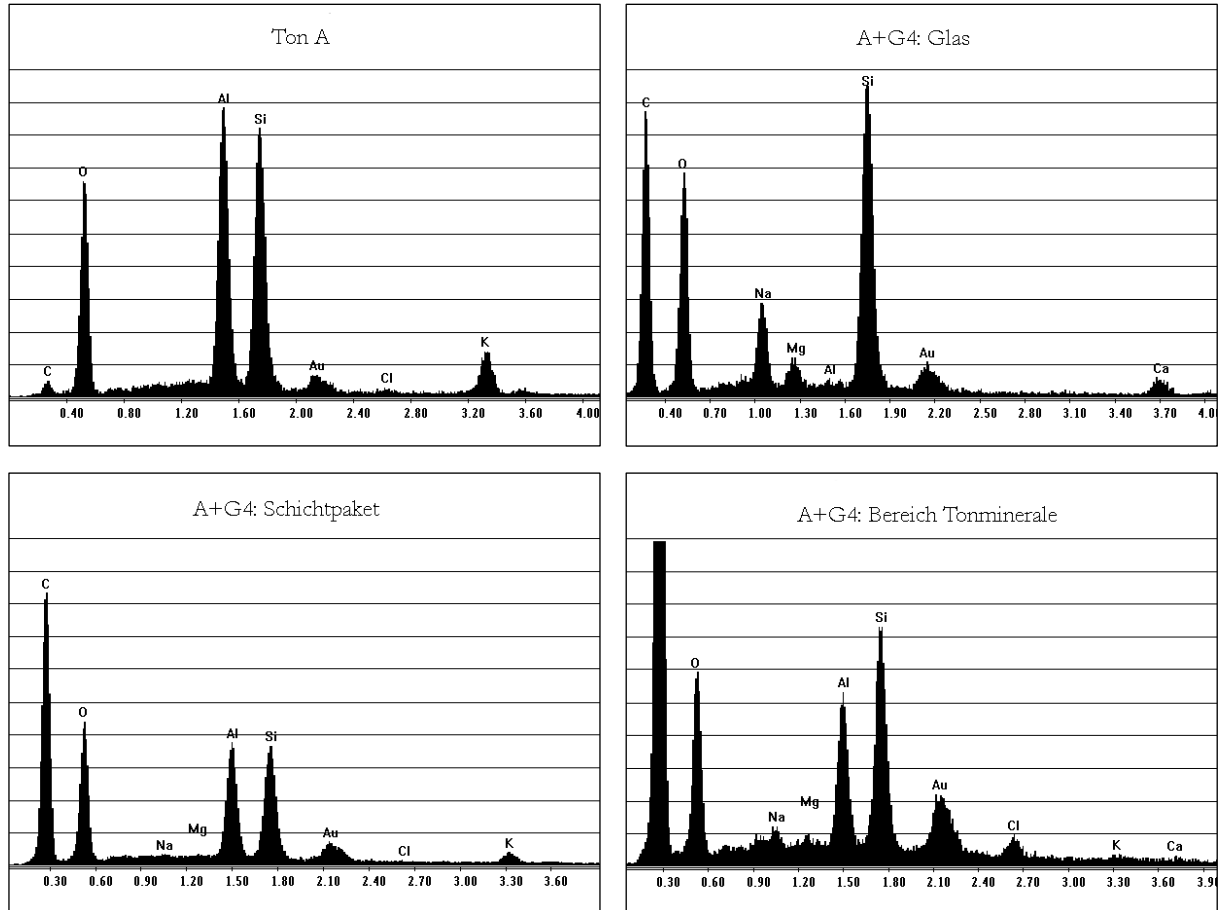 Ton A
Al
Si
O
C
Au
Cl
K
0.40 0.80 1.20 1.60 2.00 2.40 2.80 3.20 3.60 4.00
A+G4: Glas
C
O
Na
Mg
Al
Si
Au
Ca
0.40 0.70 1.00 1.30 1.60 1.90 2.20 2.50 2.80 3.10 3.40 3.70 4.0
A+G4: Schichtpaket
C
O
Na
Mg
Al
Si
Au
Cl
K
0.30 0.60 0.90 1.20 1.50 1.80 2.10 2.40 2.70 3.00 3.30 3.60
A+G4: Bereich Tonminerale
O
Na
Mg
Al
Si
Au
Cl
K
Ca
0.30 0.60 0.90 1.20 1.50 1.80 2.10 2.40 2.70 3.00 3.30 3.60 3.90